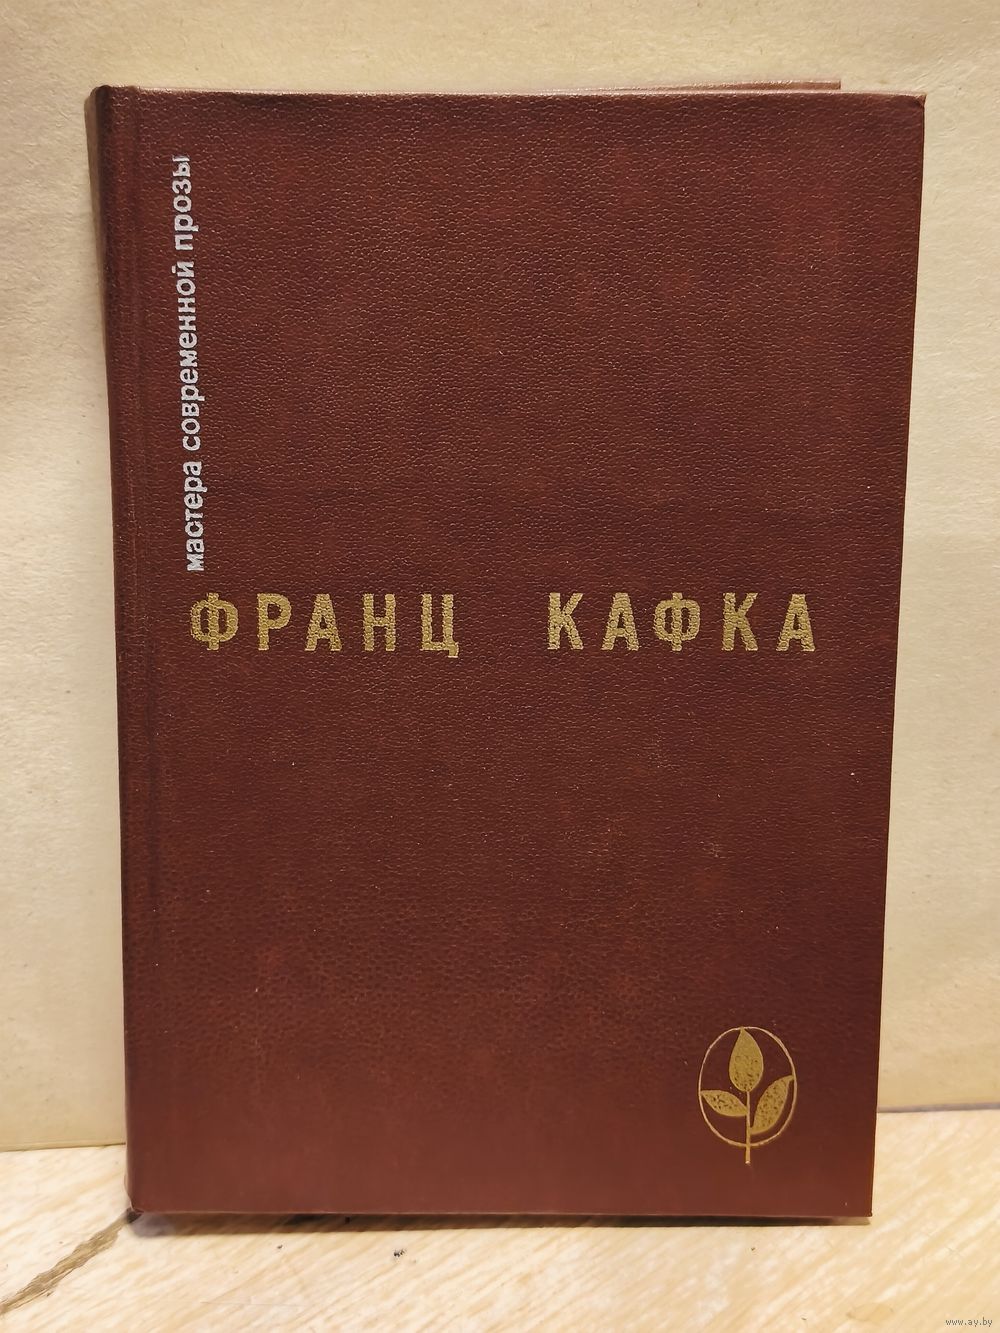 мастера современной прозы
ФРАНЦ КАФКА
www.ay.by